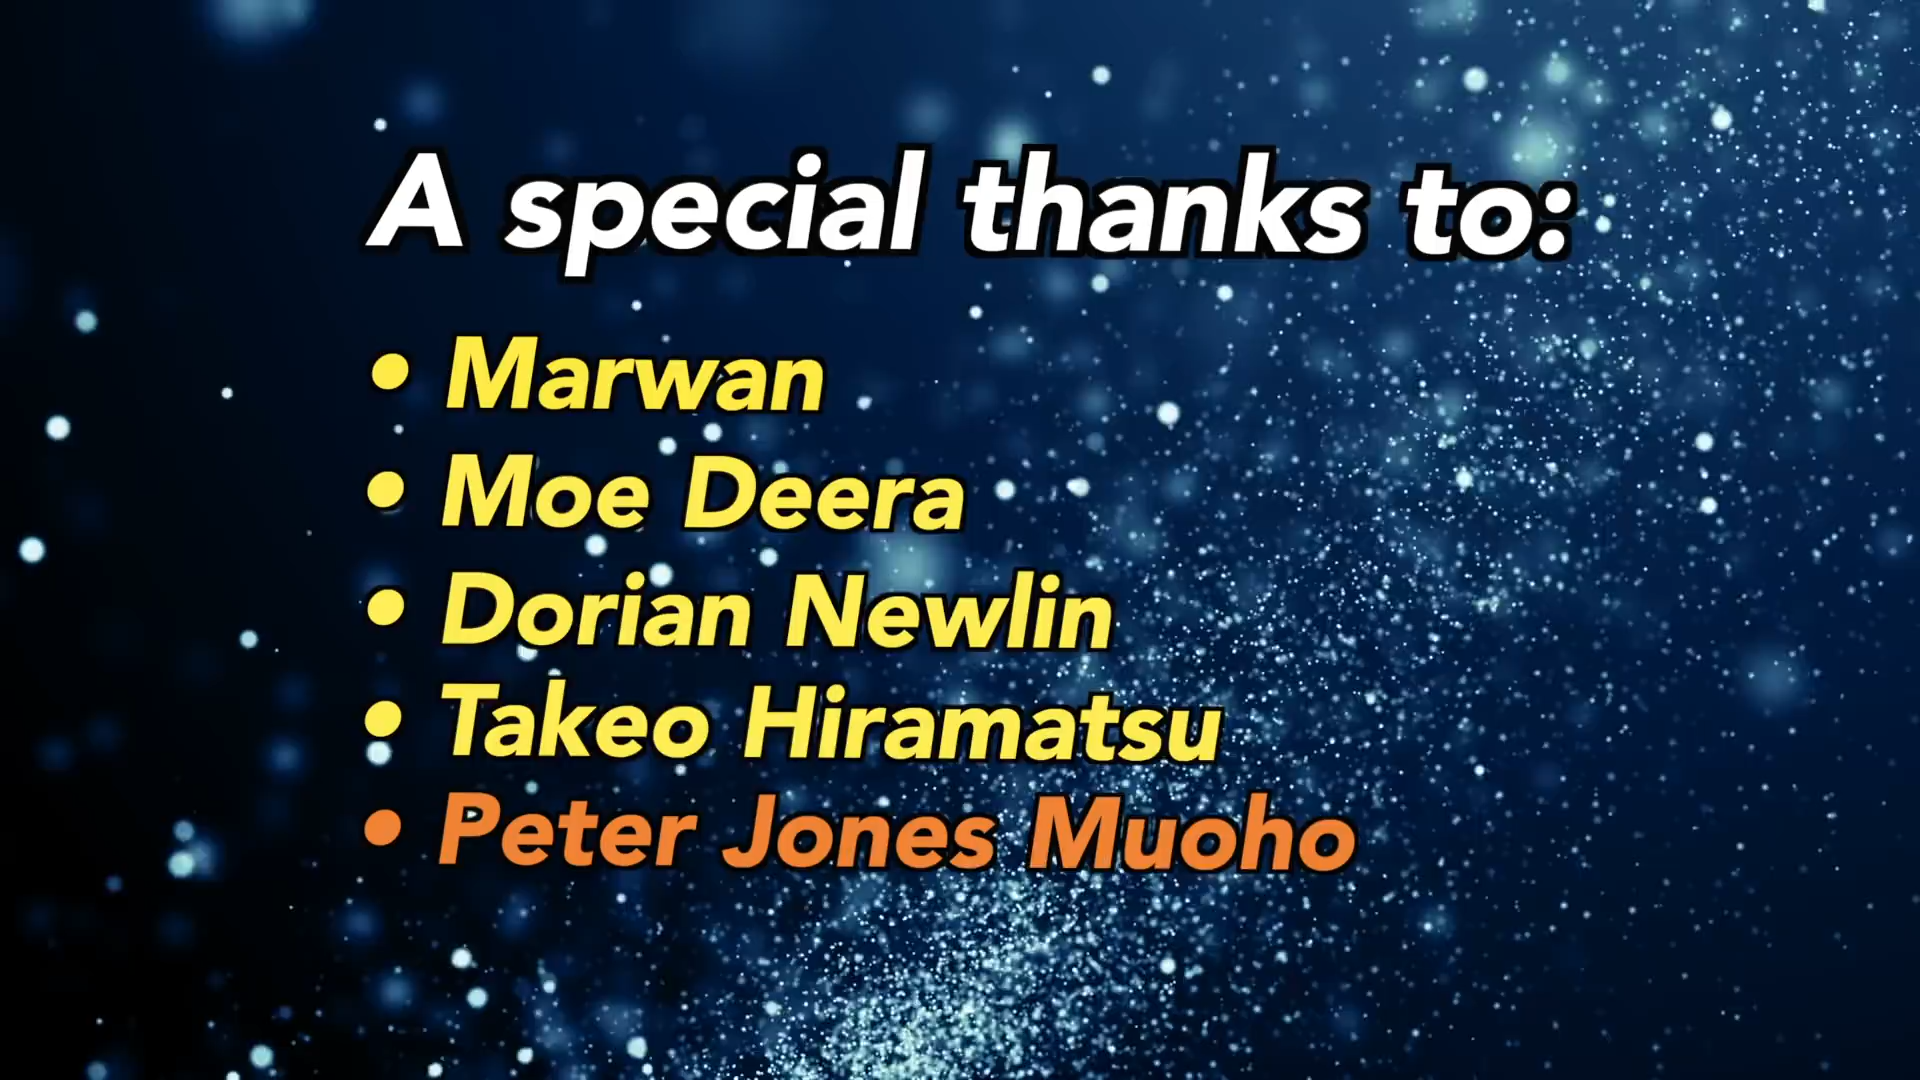 A special thanks to:
• Marwan
• Moe Deera
• Dorian Newlin
• Takeo Hiramatsu
• Peter Jones Muoho